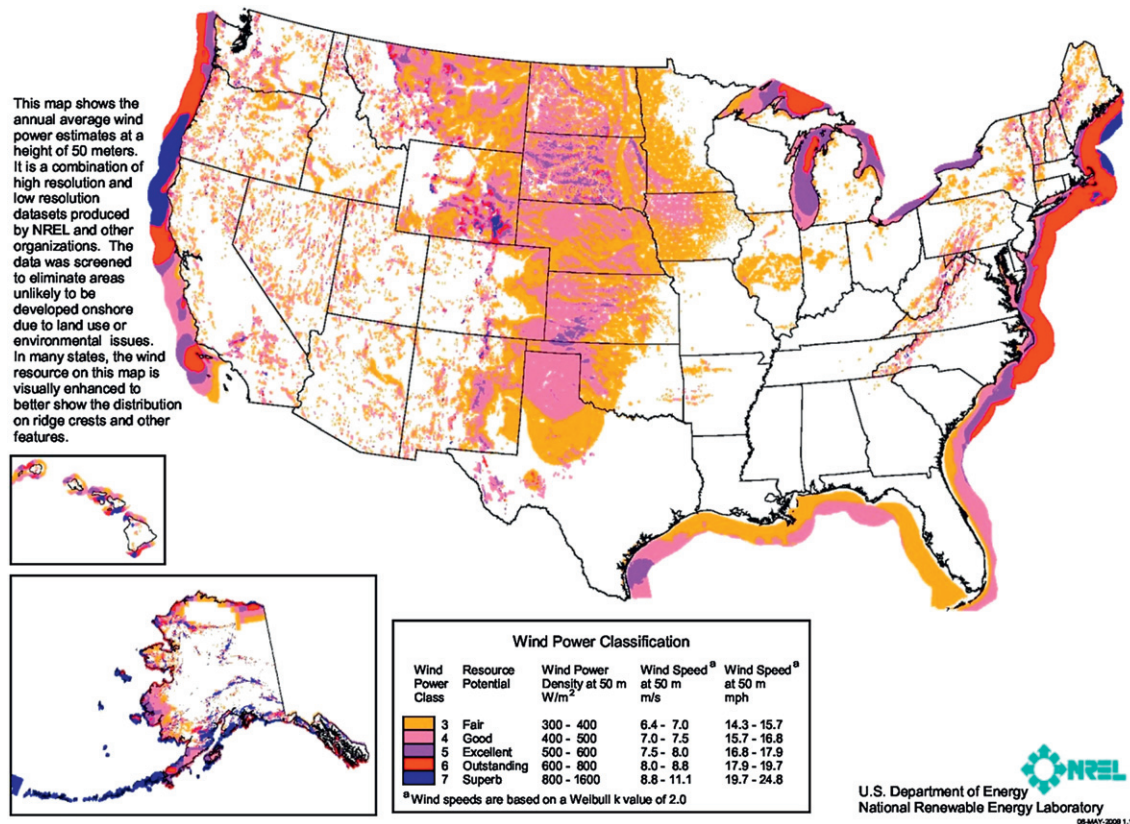 This map shows the
annual average wind
power estimates at a
height of 50 meters.
It is a combination of
high resolution and
low resolution
datasets produced
by NREL and other
organizations. The
data was screened
to eliminate areas
unlikely to be
developed onshore
due to land use or
environmental issues.
In many states, the wind
resource on this map is
visually enhanced to
better show the distribution
on ridge crests and other
features.
Wind Power Classification
Wind Power Class Resource Potential Wind Power Density at 50 m W/m² Wind Speed ᵃ at 50 m m/s Wind Speed ᵃ at 50 m mph
3 Fair 300 - 400 6.4 - 7.0 14.3 - 15.7
4 Good 400 - 500 7.0 - 7.5 15.7 - 16.8
5 Excellent 500 - 600 7.5 - 8.0 16.8 - 17.9
6 Outstanding 600 - 800 8.0 - 8.8 17.9 - 19.7
7 Superb 800 - 1600 8.8 - 11.1 19.7 - 24.8
ᵃ Wind speeds are based on a Weibull k value of 2.0
NREL
U.S. Department of Energy
National Renewable Energy Laboratory